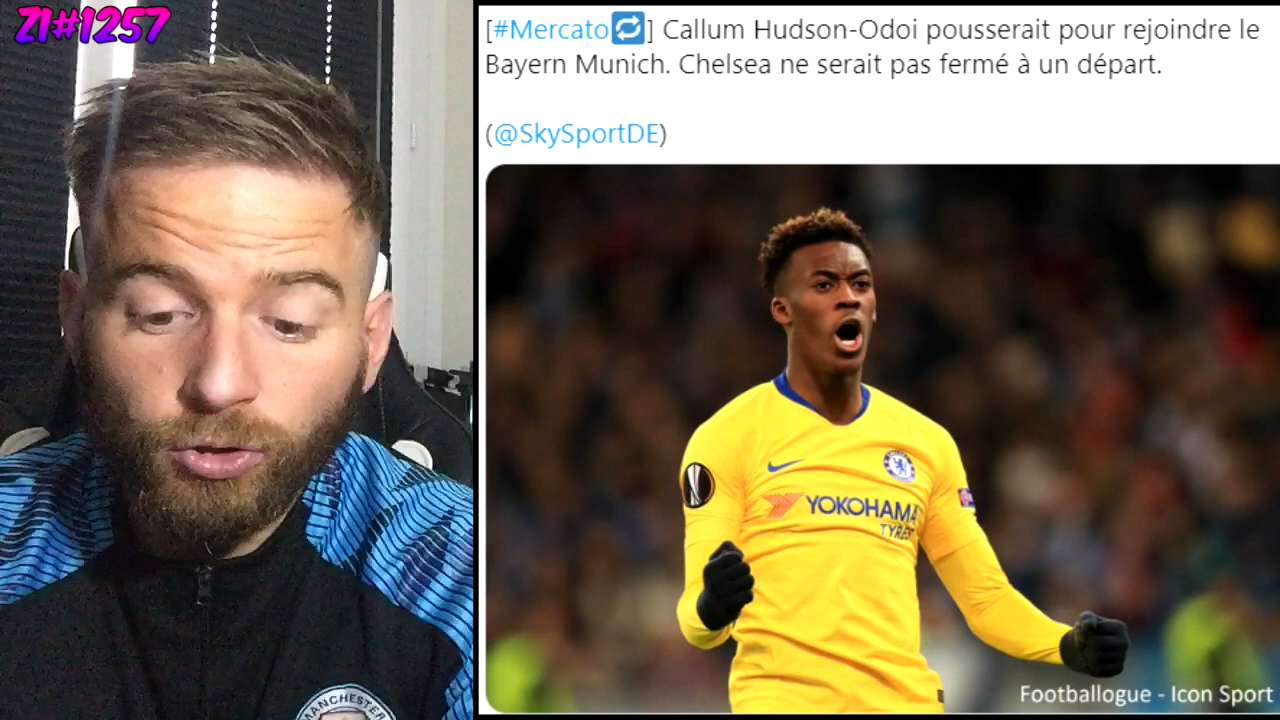 Z1#1257
[#Mercato🔁] Callum Hudson-Odoi pousserait pour rejoindre le
Bayern Munich. Chelsea ne serait pas fermé à un départ.
(@SkySportDE)
YOKOHAMA
TYRES
MANCHESTER
Footballogue - Icon Sport